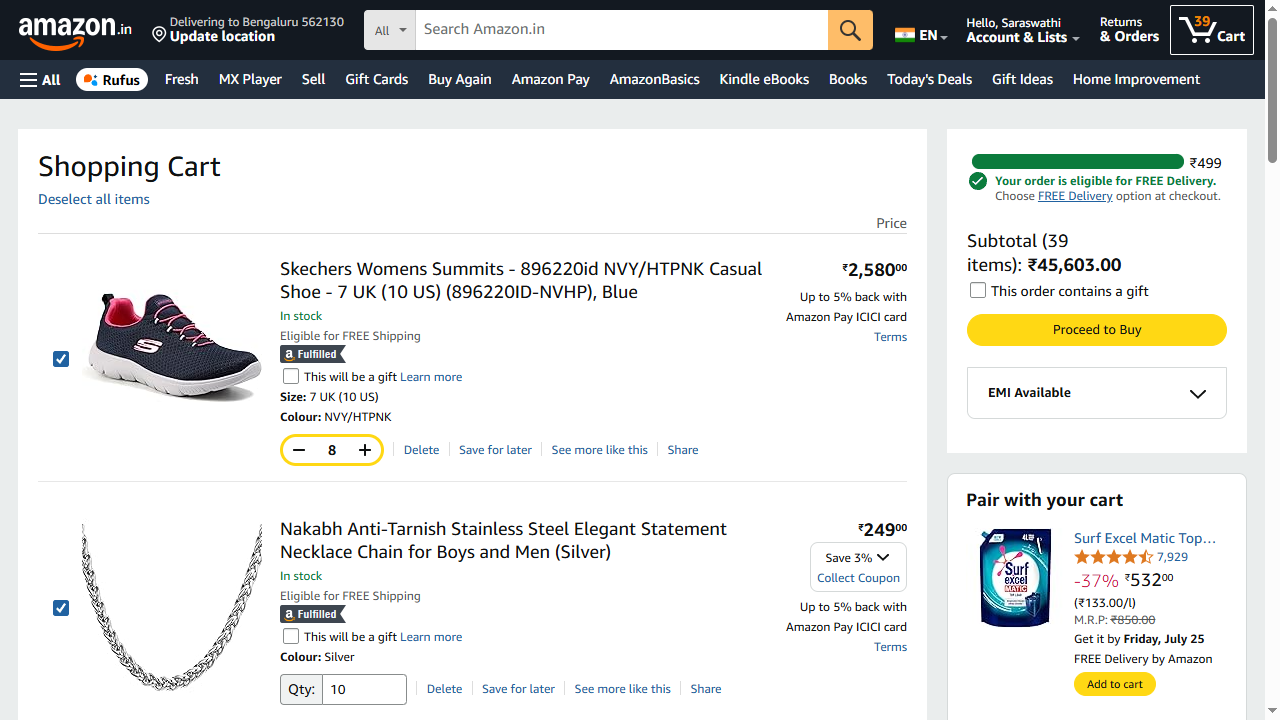 amazon.in
Delivering to Bengaluru 562130
Update location
All
Search Amazon.in
EN
Hello, Saraswathi
Account & Lists
Returns
& Orders
39
Cart
All
Rufus
Fresh
MX Player
Sell
Gift Cards
Buy Again
Amazon Pay
AmazonBasics
Kindle eBooks
Books
Today's Deals
Gift Ideas
Home Improvement
Shopping Cart
Deselect all items
Price
Skechers Womens Summits - 896220id NVY/HTPNK Casual
Shoe - 7 UK (10 US) (896220ID-NVHP), Blue
₹2,58000
In stock
Up to 5% back with
Amazon Pay ICICI card
Terms
Eligible for FREE Shipping
a Fulfilled
This will be a gift Learn more
Size: 7 UK (10 US)
Colour: NVY/HTPNK
8
Delete
Save for later
See more like this
Share
Nakabh Anti-Tarnish Stainless Steel Elegant Statement
Necklace Chain for Boys and Men (Silver)
₹24900
Save 3%
Collect Coupon
Up to 5% back with
Amazon Pay ICICI card
Terms
In stock
Eligible for FREE Shipping
a Fulfilled
This will be a gift Learn more
Colour: Silver
Qty: 10
Delete
Save for later
See more like this
Share
₹499
Your order is eligible for FREE Delivery.
Choose FREE Delivery option at checkout.
Subtotal (39
items): ₹45,603.00
This order contains a gift
Proceed to Buy
EMI Available
Pair with your cart
Surf
excel
MATIC
Surf Excel Matic Top…
7,929
-37% ₹53200
(₹133.00/l)
M.R.P: ₹850.00
Get it by Friday, July 25
FREE Delivery by Amazon
Add to cart